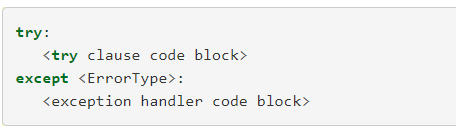 try:
   <try clause code block>
except <ErrorType>:
   <exception handler code block>